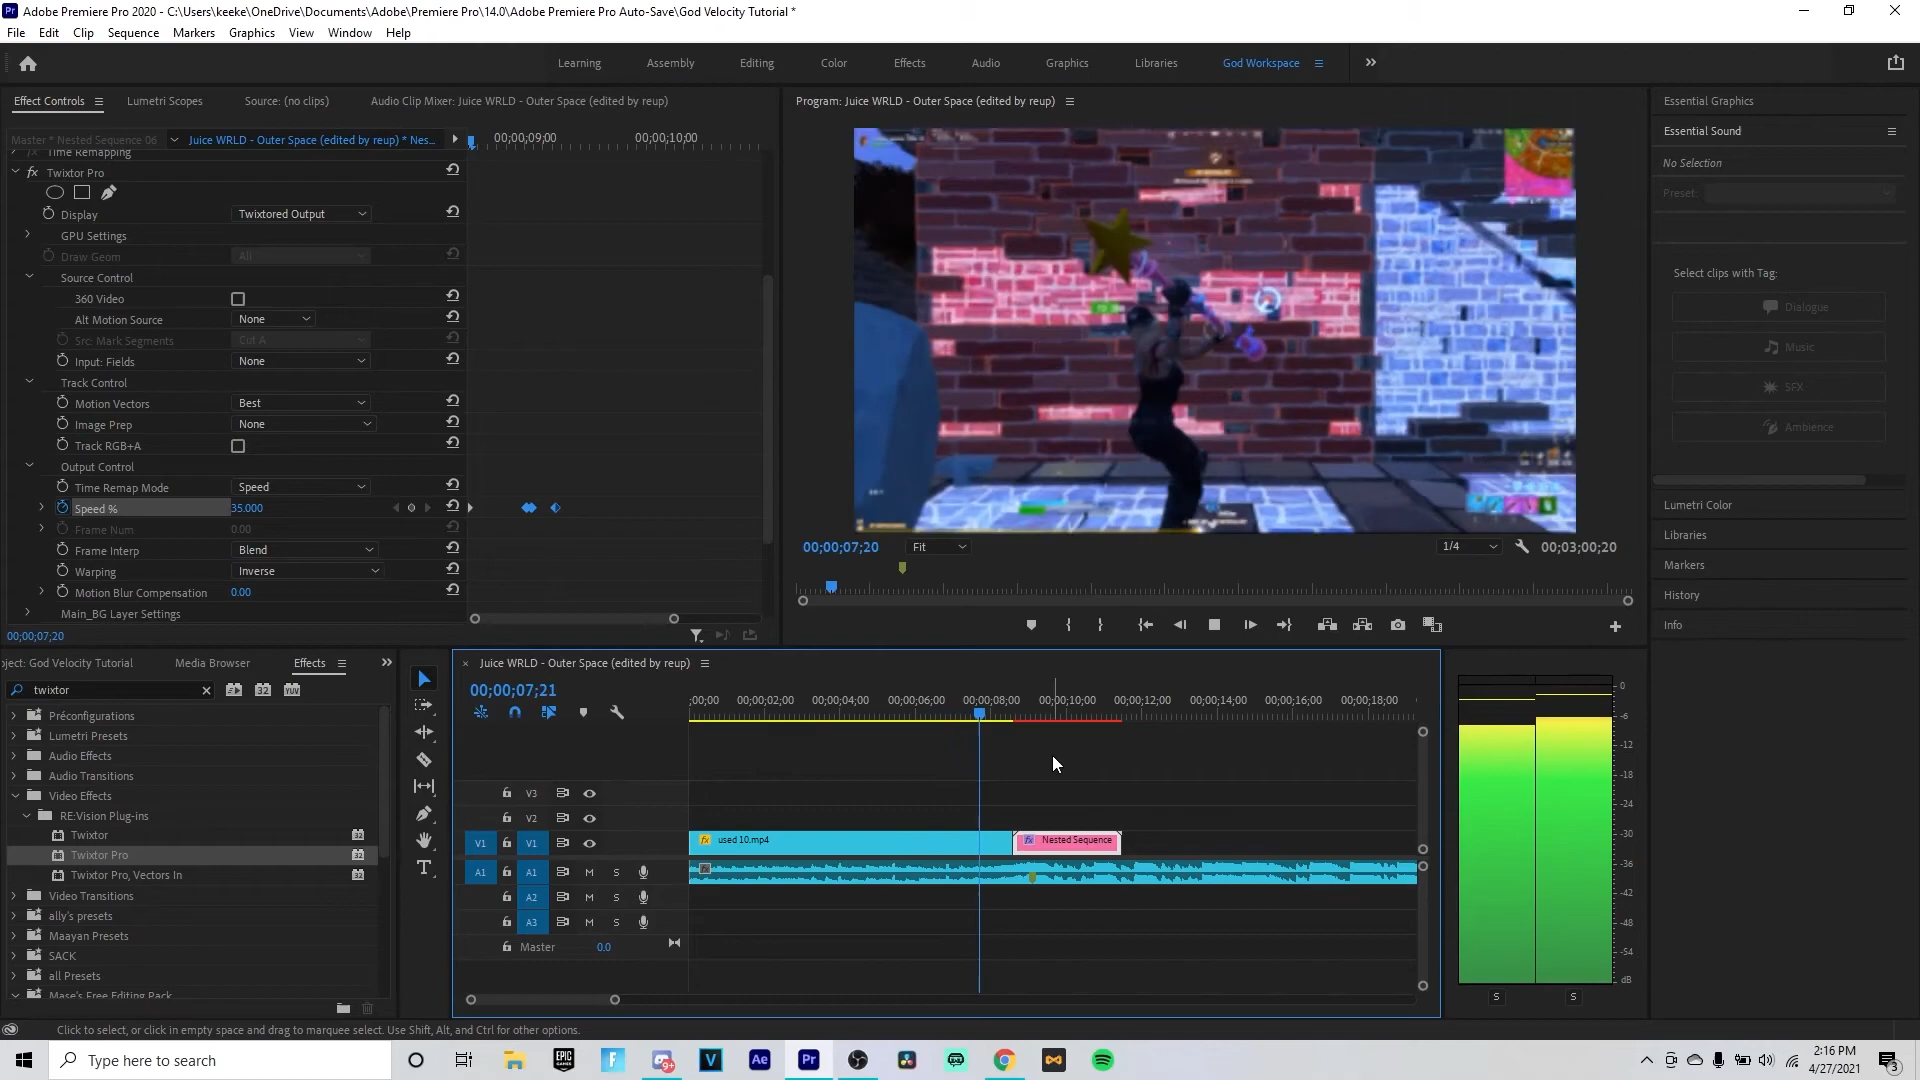 Adobe Premiere Pro 2020 - C:\Users\keeke\OneDrive\Documents\Adobe\Premiere Pro\14.0\Adobe Premiere Pro Auto-Save\God Velocity Tutorial *
File Edit Clip Sequence Markers Graphics View Window Help
Learning Assembly Editing Color Effects Audio Graphics Libraries God Workspace
Effect Controls Lumetri Scopes Source: (no clips) Audio Clip Mixer: Juice WRLD - Outer Space (edited by reup)
Master * Nested Sequence 06 Juice WRLD - Outer Space (edited by reup) * Nes... 00;00;09;00 00;00;10;00
Time Remapping
fx Twixtor Pro
Display Twixtored Output
GPU Settings
Draw Geom All
Source Control
360 Video
Alt Motion Source None
Src: Mark Segments Cut A
Input: Fields None
Track Control
Motion Vectors Best
Image Prep None
Track RGB+A
Output Control
Time Remap Mode Speed
Speed % 35.000
Frame Num 0.00
Frame Interp Blend
Warping Inverse
Motion Blur Compensation 0.00
Main_BG Layer Settings
00;00;07;20
Program: Juice WRLD - Outer Space (edited by reup)
00;00;07;20 Fit 1/4 00;03;00;20
Essential Graphics
Essential Sound
No Selection
Preset:
Select clips with Tag:
Dialogue
Music
SFX
Ambience
Lumetri Color
Libraries
Markers
History
Info
oject: God Velocity Tutorial Media Browser Effects
twixtor
Préconfigurations
Lumetri Presets
Audio Effects
Audio Transitions
Video Effects
RE:Vision Plug-ins
Twixtor
Twixtor Pro
Twixtor Pro, Vectors In
Video Transitions
ally's presets
Maayan Presets
SACK
all Presets
Mase's Free Editing Pack
Juice WRLD - Outer Space (edited by reup)
00;00;07;21
;00;00 00;00;02;00 00;00;04;00 00;00;06;00 00;00;08;00 00;00;10;00 00;00;12;00 00;00;14;00 00;00;16;00 00;00;18;00
V3
V2
V1 V1 fx used 10.mp4 fx Nested Sequence
A1 A1 M S
A2 M S
A3 M S
Master 0.0
0
-6
-12
-18
-24
-30
-36
-42
-48
-54
dB
S S
Click to select, or click in empty space and drag to marquee select. Use Shift, Alt, and Ctrl for other options.
Type here to search
2:16 PM
4/27/2021